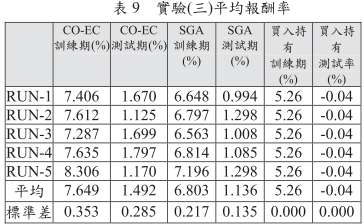 表 9 實驗(三)平均報酬率
CO-EC 訓練期(%) CO-EC 測試期(%) SGA 訓練期 (%) SGA 測試期 (%) 買入持有 訓練期 (%) 買入持有 測試率 (%)
RUN-1 7.406 1.670 6.648 0.994 5.26 -0.04
RUN-2 7.612 1.125 6.797 1.298 5.26 -0.04
RUN-3 7.287 1.699 6.563 1.008 5.26 -0.04
RUN-4 7.635 1.797 6.814 1.085 5.26 -0.04
RUN-5 8.306 1.170 7.196 1.298 5.26 -0.04
平均 7.649 1.492 6.803 1.136 5.26 -0.04
標準差 0.353 0.285 0.217 0.135 0.000 0.000